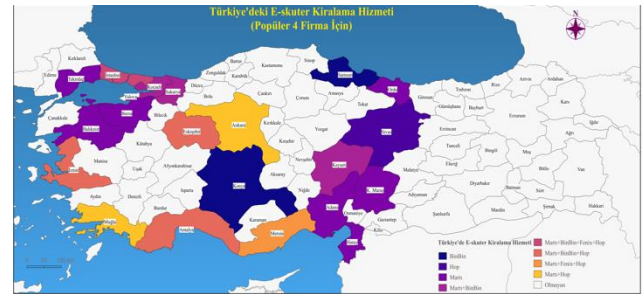 Türkiye'deki E-skuter Kiralama Hizmeti
(Popüler 4 Firma İçin)
Kırklareli
Edirne
Tekirdağ
İstanbul
Kocaeli
Yalova
Sakarya
Düzce
Bolu
Zonguldak
Bartın
Karabük
Kastamonu
Sinop
Samsun
Ordu
Giresun
Trabzon
Rize
Artvin
Ardahan
Kars
Iğdır
Çanakkale
Balıkesir
Bursa
Bilecik
Eskişehir
Ankara
Çankırı
Kırıkkale
Çorum
Amasya
Tokat
Gümüşhane
Bayburt
Erzurum
Ağrı
Kütahya
Kırşehir
Yozgat
Sivas
Erzincan
Tunceli
Bingöl
Muş
Van
Manisa
İzmir
Uşak
Afyonkarahisar
Konya
Aksaray
Nevşehir
Kayseri
Malatya
Elazığ
Diyarbakır
Batman
Bitlis
Siirt
Şırnak
Hakkari
Aydın
Denizli
Isparta
Burdur
Muğla
Antalya
Karaman
Mersin
Niğde
Adana
Osmaniye
K. Maraş
Adıyaman
Gaziantep
Kilis
Şanlıurfa
Mardin
Hatay
Türkiye'de E-skuter Kiralama Hizmeti
BinBin
Hop
Martı
Martı+BinBin
Martı+BinBin+Fenix+Hop
Martı+BinBin+Hop
Martı+Fenix+Hop
Martı+Hop
Olmayan